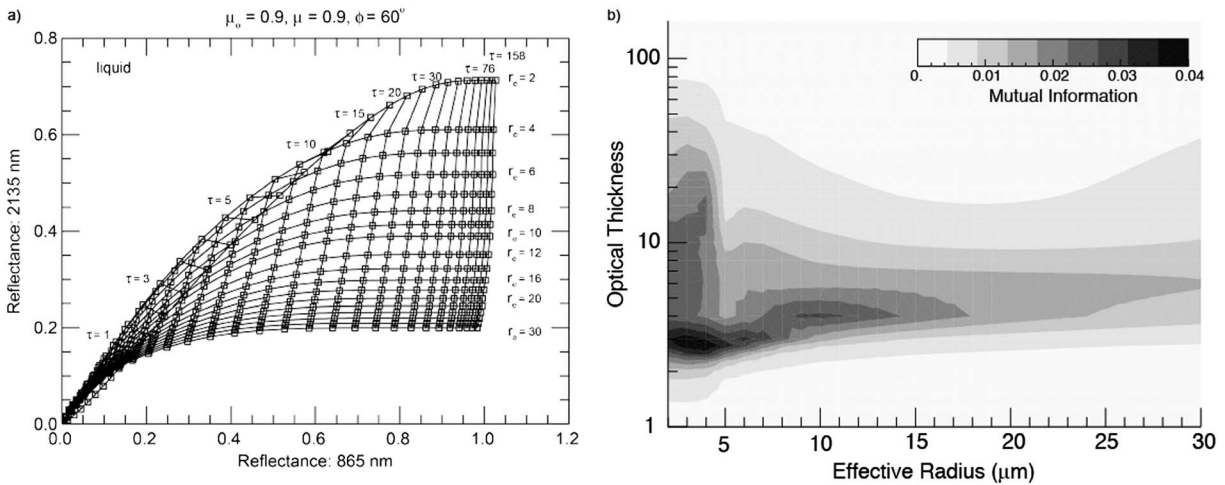 a)
μo = 0.9, μ = 0.9, ϕ = 60°
0.8
0.6
0.4
0.2
0.0
Reflectance: 2135 nm
liquid
τ = 1
τ = 3
τ = 5
τ = 10
τ = 15
τ = 20
τ = 30
τ = 76
τ = 158
re = 2
re = 4
re = 6
re = 8
re = 10
re = 12
re = 16
re = 20
re = 30
0.0 0.2 0.4 0.6 0.8 1.0 1.2
Reflectance: 865 nm
b)
100
10
1
Optical Thickness
0. 0.01 0.02 0.03 0.04
Mutual Information
5 10 15 20 25 30
Effective Radius (μm)